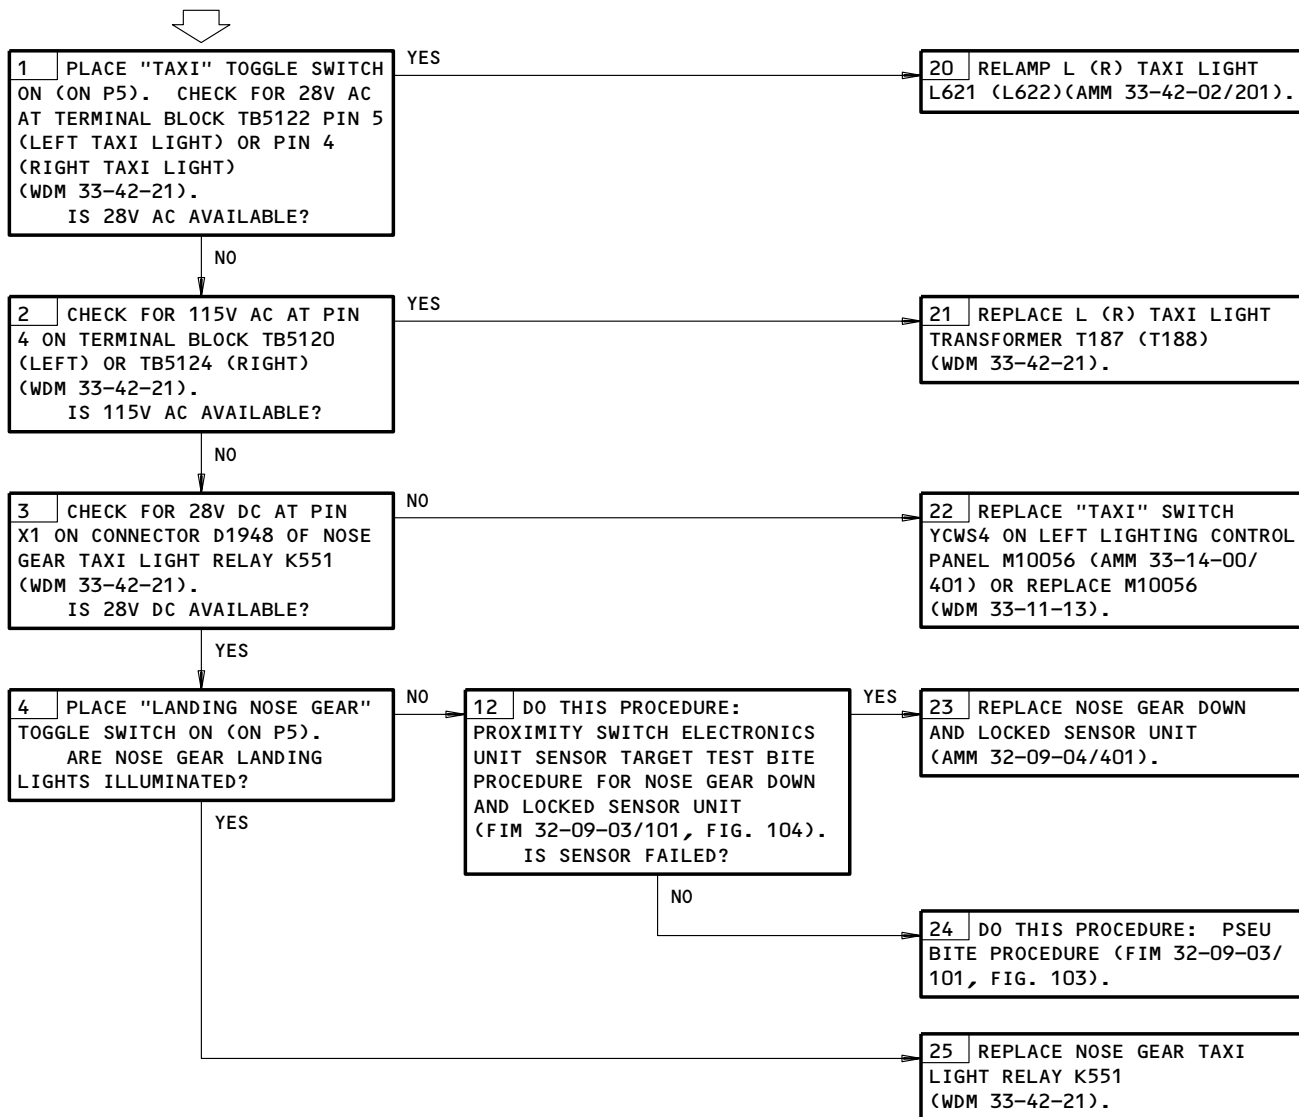 1 PLACE "TAXI" TOGGLE SWITCH
ON (ON P5). CHECK FOR 28V AC
AT TERMINAL BLOCK TB5122 PIN 5
(LEFT TAXI LIGHT) OR PIN 4
(RIGHT TAXI LIGHT)
(WDM 33-42-21).
IS 28V AC AVAILABLE?
YES
20 RELAMP L (R) TAXI LIGHT
L621 (L622)(AMM 33-42-02/201).
NO
2 CHECK FOR 115V AC AT PIN
4 ON TERMINAL BLOCK TB5120
(LEFT) OR TB5124 (RIGHT)
(WDM 33-42-21).
IS 115V AC AVAILABLE?
YES
21 REPLACE L (R) TAXI LIGHT
TRANSFORMER T187 (T188)
(WDM 33-42-21).
NO
3 CHECK FOR 28V DC AT PIN
X1 ON CONNECTOR D1948 OF NOSE
GEAR TAXI LIGHT RELAY K551
(WDM 33-42-21).
IS 28V DC AVAILABLE?
NO
22 REPLACE "TAXI" SWITCH
YCWS4 ON LEFT LIGHTING CONTROL
PANEL M10056 (AMM 33-14-00/
401) OR REPLACE M10056
(WDM 33-11-13).
YES
4 PLACE "LANDING NOSE GEAR"
TOGGLE SWITCH ON (ON P5).
ARE NOSE GEAR LANDING
LIGHTS ILLUMINATED?
NO
12 DO THIS PROCEDURE:
PROXIMITY SWITCH ELECTRONICS
UNIT SENSOR TARGET TEST BITE
PROCEDURE FOR NOSE GEAR DOWN
AND LOCKED SENSOR UNIT
(FIM 32-09-03/101, FIG. 104).
IS SENSOR FAILED?
YES
23 REPLACE NOSE GEAR DOWN
AND LOCKED SENSOR UNIT
(AMM 32-09-04/401).
YES
NO
24 DO THIS PROCEDURE: PSEU
BITE PROCEDURE (FIM 32-09-03/
101, FIG. 103).
25 REPLACE NOSE GEAR TAXI
LIGHT RELAY K551
(WDM 33-42-21).